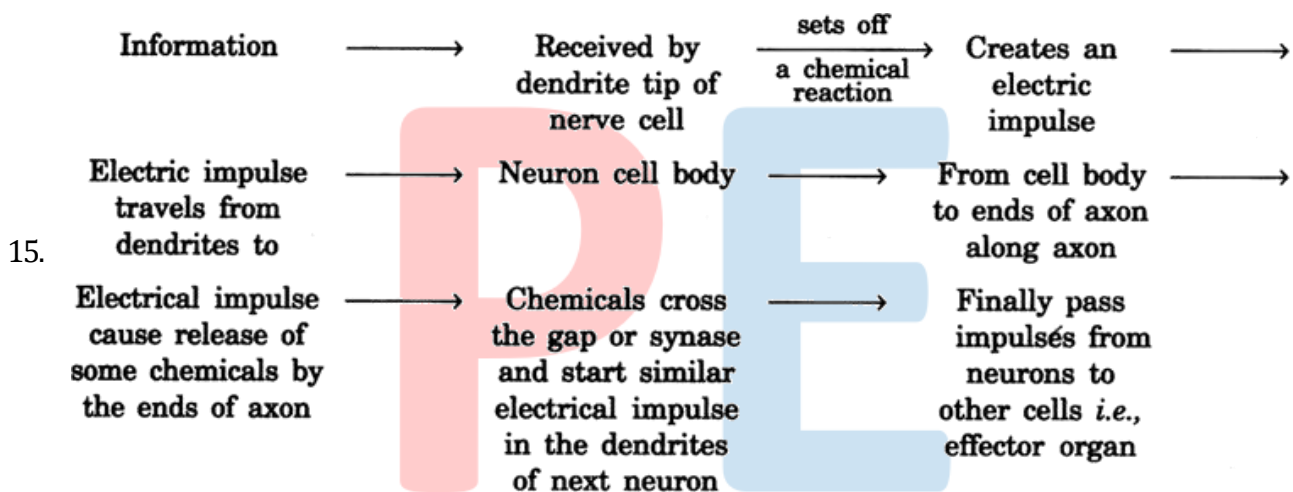 Information
Received by
dendrite tip of
nerve cell
sets off
a chemical
reaction
Creates an
electric
impulse
15.
Electric impulse
travels from
dendrites to
Neuron cell body
From cell body
to ends of axon
along axon
Electrical impulse
cause release of
some chemicals by
the ends of axon
Chemicals cross
the gap or synase
and start similar
electrical impulse
in the dendrites
of next neuron
Finally pass
impulsés from
neurons to
other cells i.e.,
effector organ
PE